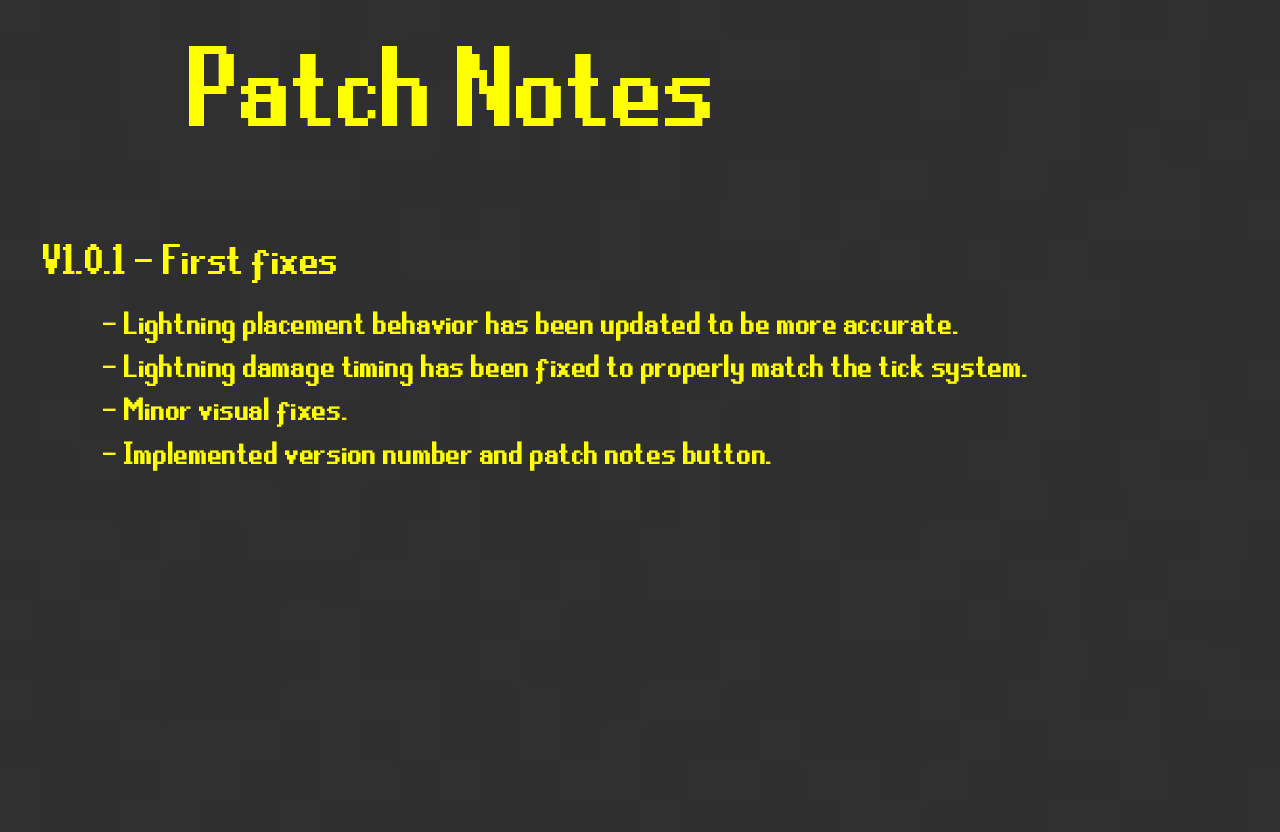 Patch Notes
V1.0.1 - First fixes
- Lightning placement behavior has been updated to be more accurate.
- Lightning damage timing has been fixed to properly match the tick system.
- Minor visual fixes.
- Implemented version number and patch notes button.